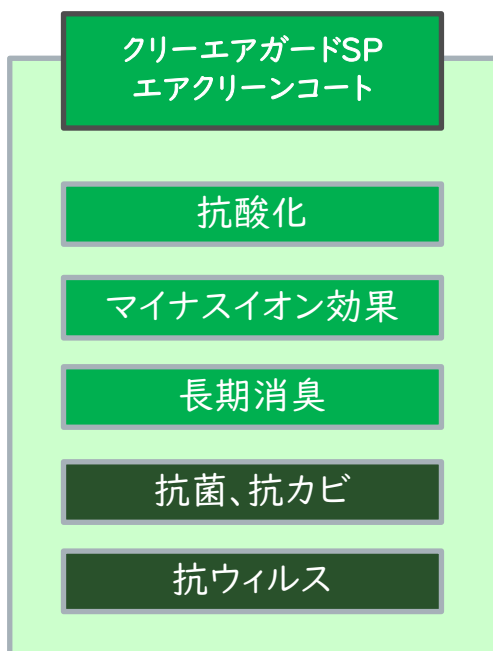 クリーエアガードSP
エアクリーンコート
抗酸化
マイナスイオン効果
長期消臭
抗菌、抗カビ
抗ウィルス